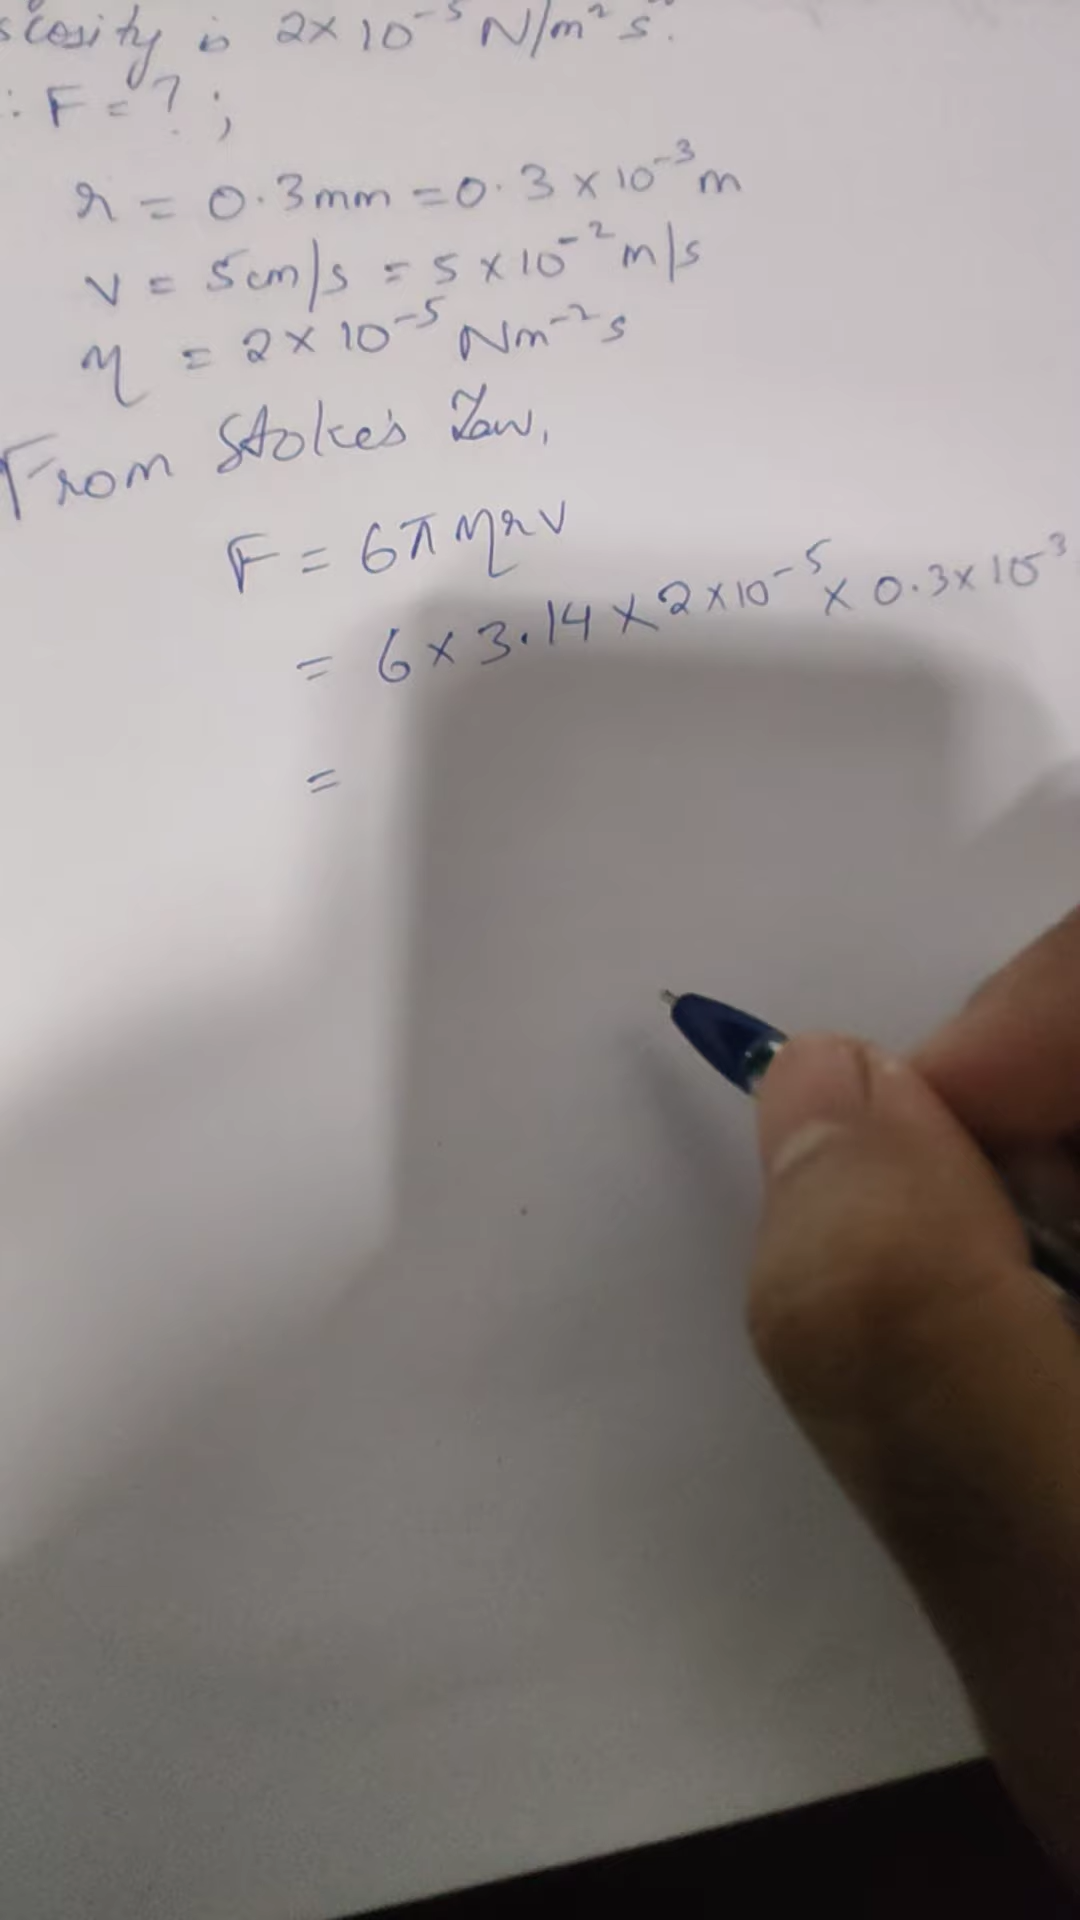 scosity is 2×10⁻⁵ N/m² s.
: F = ? ;
r = 0.3mm = 0.3 × 10⁻³ m
v = 5cm/s = 5 × 10⁻² m/s
η = 2×10⁻⁵ Nm⁻² s
From Stoke's Law,
F = 6πηrv
= 6 × 3.14 × 2×10⁻⁵ × 0.3×10⁻³
=